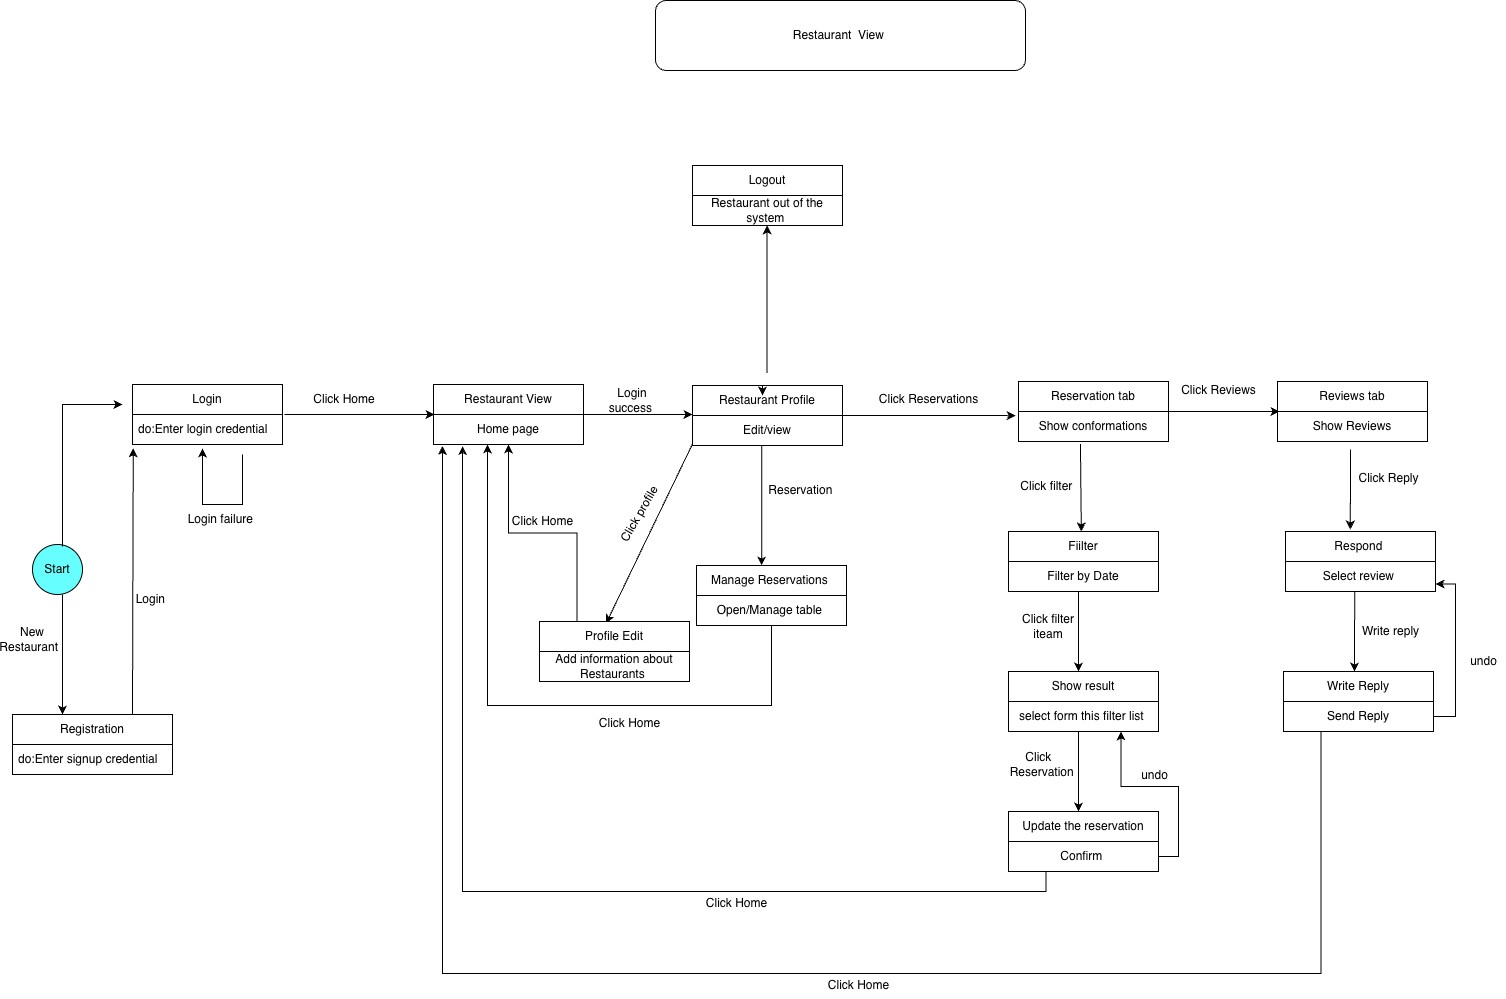 Restaurant  View
Logout
Restaurant out of the
system
Login
do:Enter login credential
Click Home
Restaurant View
Home page
Login
success
Restaurant Profile
Edit/view
Click Reservations
Reservation tab
Show conformations
Click Reviews
Reviews tab
Show Reviews
Login failure
Start
Login
New
Restaurant
Registration
do:Enter signup credential
Click Home
Click profile
Reservation
Manage Reservations
Open/Manage table
Profile Edit
Add information about
Restaurants
Click Home
Click filter
Fiilter
Filter by Date
Click filter
iteam
Show result
select form this filter list
Click
Reservation
undo
Update the reservation
Confirm
Click Home
Click Reply
Respond
Select review
Write reply
undo
Write Reply
Send Reply
Click Home